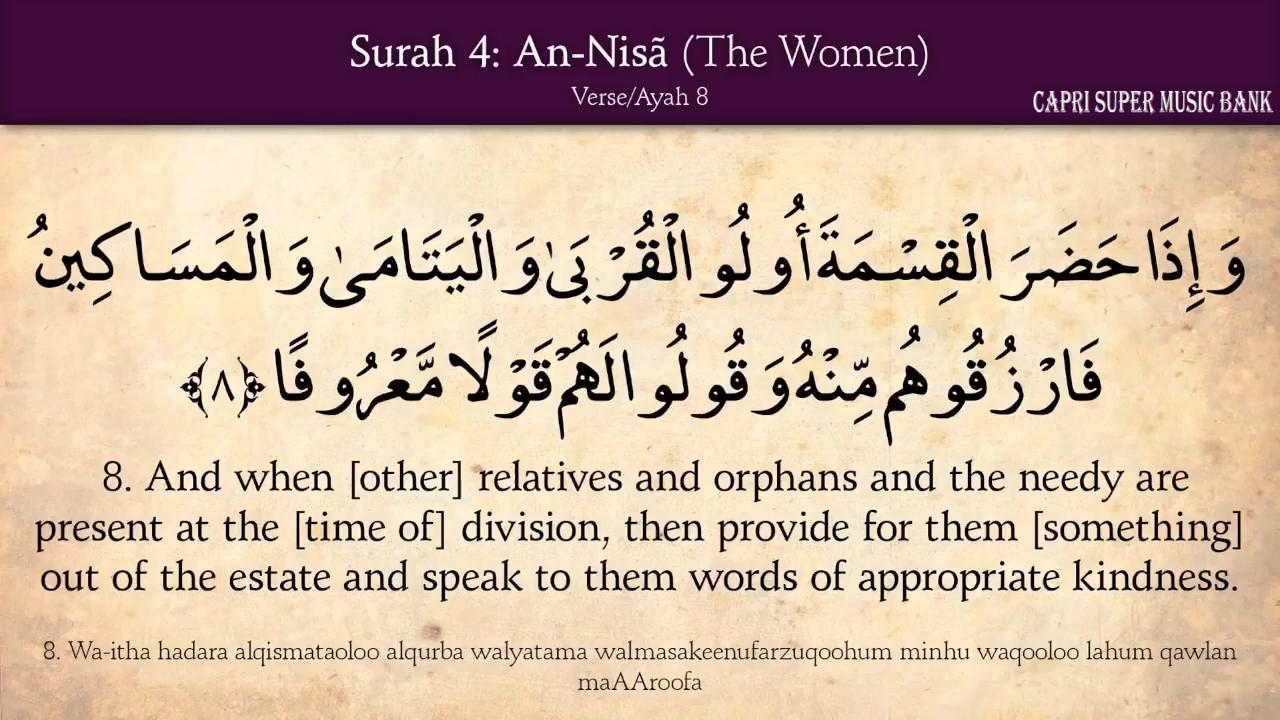 Surah 4: An-Nisã (The Women)
Verse/Ayah 8
CAPRI SUPER MUSIC BANK
وَإِذَا حَضَرَ الْقِسْمَةَ أُولُو الْقُرْبَىٰ وَالْيَتَامَىٰ وَالْمَسَاكِينُ
فَارْزُقُوهُم مِّنْهُ وَقُولُوا لَهُمْ قَوْلًا مَّعْرُوفًا ﴿٨﴾
8. And when [other] relatives and orphans and the needy are
present at the [time of] division, then provide for them [something]
out of the estate and speak to them words of appropriate kindness.
8. Wa-itha hadara alqismataoloo alqurba walyatama walmasakeenufarzuqoohum minhu waqooloo lahum qawlan
maAAroofa